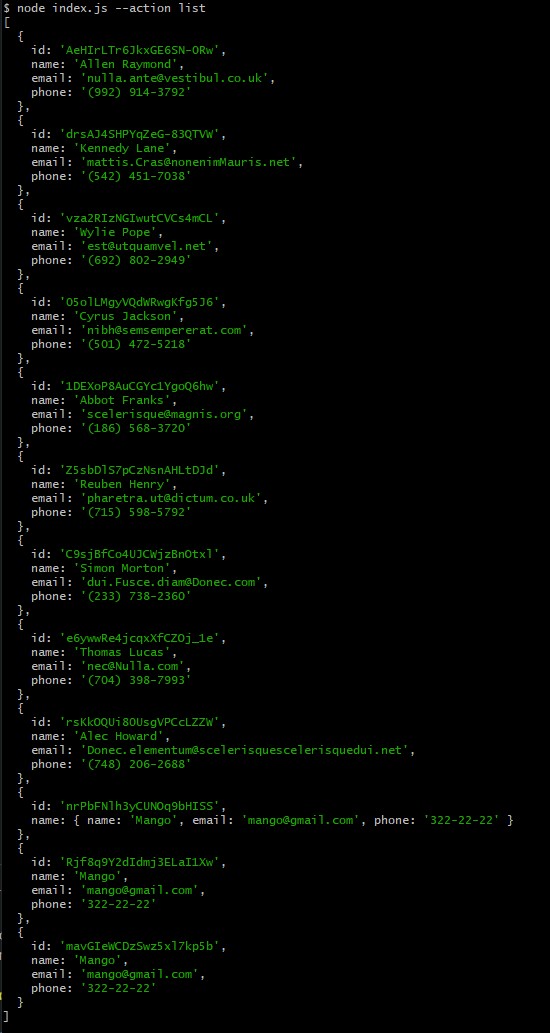 $ node index.js --action list
[
  {
    id: 'AeHIrLTr6JkxGE6SN-0Rw',
    name: 'Allen Raymond',
    email: 'nulla.ante@vestibul.co.uk',
    phone: '(992) 914-3792'
  },
  {
    id: 'drsAJ4SHPYqZeG-83QTVW',
    name: 'Kennedy Lane',
    email: 'mattis.Cras@nonenimMauris.net',
    phone: '(542) 451-7038'
  },
  {
    id: 'vza2RIzNGIwutCVCs4mCL',
    name: 'Wylie Pope',
    email: 'est@utquamvel.net',
    phone: '(692) 802-2949'
  },
  {
    id: '05olLMgyVQdWRwgKfg5J6',
    name: 'Cyrus Jackson',
    email: 'nibh@semsempererat.com',
    phone: '(501) 472-5218'
  },
  {
    id: '1DEXoP8AuCGYc1YgoQ6hw',
    name: 'Abbot Franks',
    email: 'scelerisque@magnis.org',
    phone: '(186) 568-3720'
  },
  {
    id: 'Z5sbDlS7pCzNsnAHLtDJd',
    name: 'Reuben Henry',
    email: 'pharetra.ut@dictum.co.uk',
    phone: '(715) 598-5792'
  },
  {
    id: 'C9sjBfCo4UJCWjzBnOtxl',
    name: 'Simon Morton',
    email: 'dui.Fusce.diam@Donec.com',
    phone: '(233) 738-2360'
  },
  {
    id: 'e6ywwRe4jcqxXfCZOj_1e',
    name: 'Thomas Lucas',
    email: 'nec@Nulla.com',
    phone: '(704) 398-7993'
  },
  {
    id: 'rsKkOQUi80UsgVPCcLZZW',
    name: 'Alec Howard',
    email: 'Donec.elementum@scelerisquescelerisquedui.net',
    phone: '(748) 206-2688'
  },
  {
    id: 'nrPbFNlh3yCUNOq9bHISS',
    name: { name: 'Mango', email: 'mango@gmail.com', phone: '322-22-22' }
  },
  {
    id: 'Rjf8q9Y2dIdmj3ELaI1Xw',
    name: 'Mango',
    email: 'mango@gmail.com',
    phone: '322-22-22'
  },
  {
    id: 'mavGIeWCDzSwz5xl7kp5b',
    name: 'Mango',
    email: 'mango@gmail.com',
    phone: '322-22-22'
  }
]